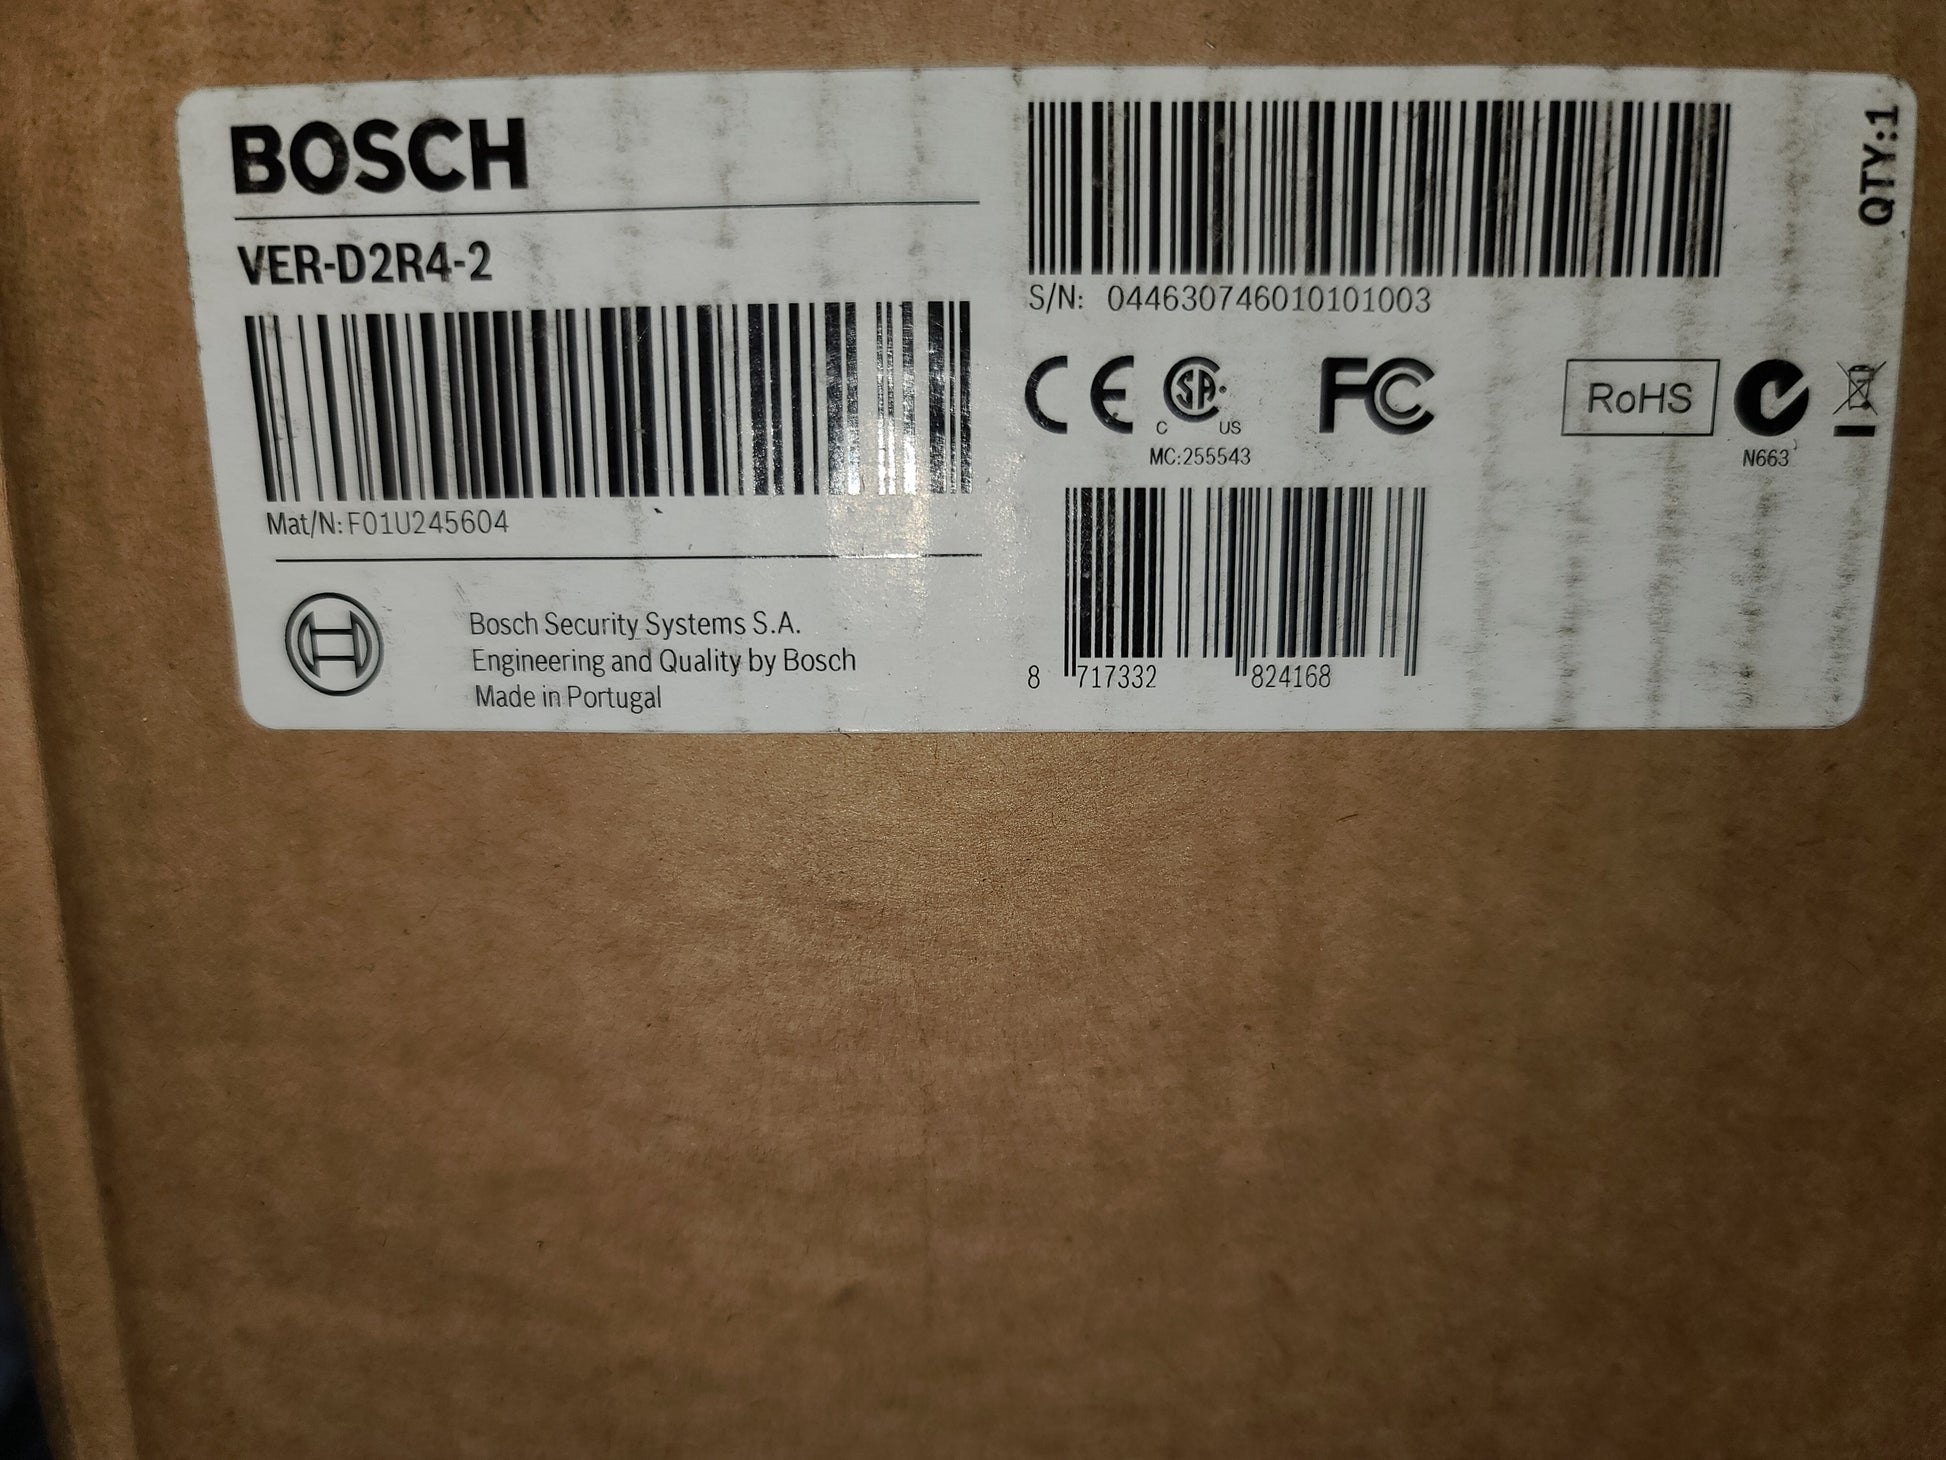 BOSCH
VER-D2R4-2
Mat/N: F01U245604
Bosch Security Systems S.A.
Engineering and Quality by Bosch
Made in Portugal
S/N: 044630746010101003
QTY:1
CE
C SA US
FC
RoHS
MC:255543
N663
8 717332 824168